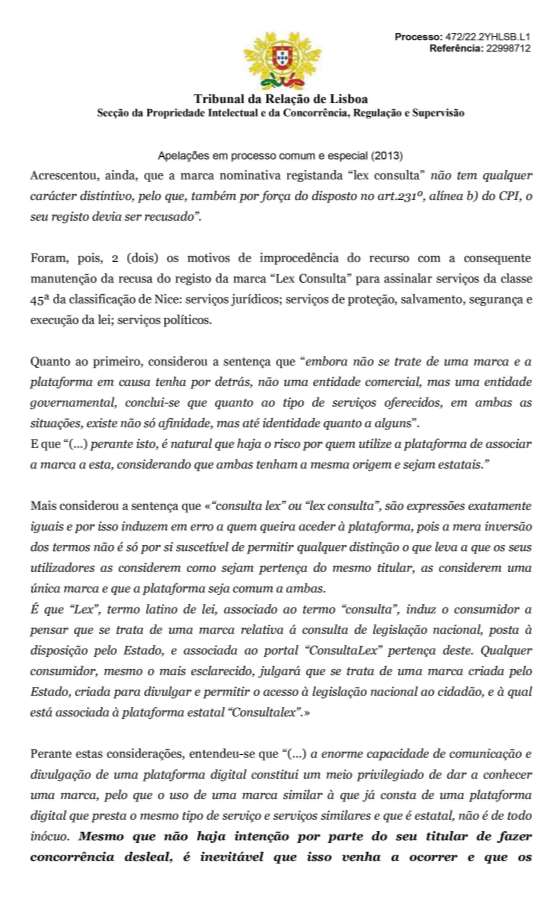 Processo: 472/22.2YHLSB.L1
Referência: 22998712
Tribunal da Relação de Lisboa
Secção da Propriedade Intelectual e da Concorrência, Regulação e Supervisão
Apelações em processo comum e especial (2013)
Acrescentou, ainda, que a marca nominativa registanda “lex consulta” não tem qualquer
carácter distintivo, pelo que, também por força do disposto no art.231º, alínea b) do CPI, o
seu registo devia ser recusado”.
Foram, pois, 2 (dois) os motivos de improcedência do recurso com a consequente
manutenção da recusa do registo da marca “Lex Consulta” para assinalar serviços da classe
45ª da classificação de Nice: serviços jurídicos; serviços de proteção, salvamento, segurança e
execução da lei; serviços políticos.
Quanto ao primeiro, considerou a sentença que “embora não se trate de uma marca e a
plataforma em causa tenha por detrás, não uma entidade comercial, mas uma entidade
governamental, conclui-se que quanto ao tipo de serviços oferecidos, em ambas as
situações, existe não só afinidade, mas até identidade quanto a alguns”.
E que “(...) perante isto, é natural que haja o risco por quem utilize a plataforma de associar
a marca a esta, considerando que ambas tenham a mesma origem e sejam estatais.”
Mais considerou a sentença que «“consulta lex” ou “lex consulta”, são expressões exatamente
iguais e por isso induzem em erro a quem queira aceder à plataforma, pois a mera inversão
dos termos não é só por si suscetível de permitir qualquer distinção o que leva a que os seus
utilizadores as considerem como sejam pertença do mesmo titular, as considerem uma
única marca e que a plataforma seja comum a ambas.
É que “Lex”, termo latino de lei, associado ao termo “consulta”, induz o consumidor a
pensar que se trata de uma marca relativa á consulta de legislação nacional, posta à
disposição pelo Estado, e associada ao portal “ConsultaLex” pertença deste. Qualquer
consumidor, mesmo o mais esclarecido, julgará que se trata de uma marca criada pelo
Estado, criada para divulgar e permitir o acesso à legislação nacional ao cidadão, e à qual
está associada à plataforma estatal “Consultalex”.»
Perante estas considerações, entendeu-se que “(...) a enorme capacidade de comunicação e
divulgação de uma plataforma digital constitui um meio privilegiado de dar a conhecer
uma marca, pelo que o uso de uma marca similar à que já consta de uma plataforma
digital que presta o mesmo tipo de serviço e serviços similares e que é estatal, não é de todo
inócuo. Mesmo que não haja intenção por parte do seu titular de fazer
concorrência desleal, é inevitável que isso venha a ocorrer e que os